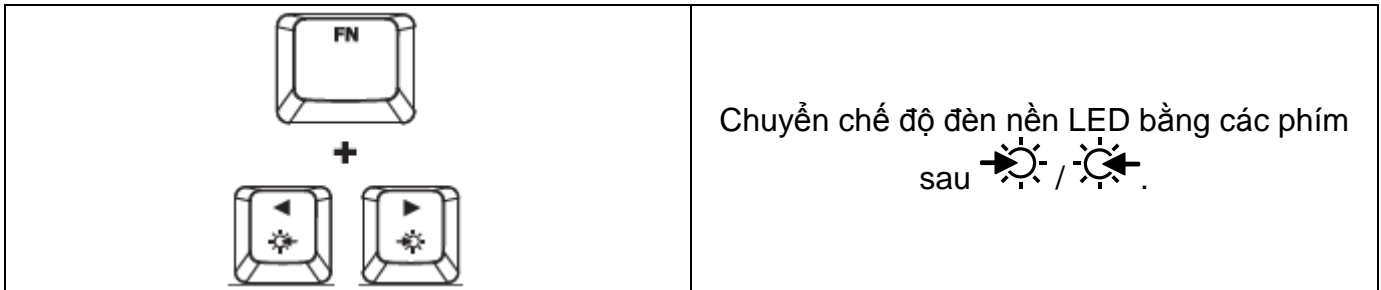 FN
+
◄ ►
Chuyển chế độ đèn nền LED bằng các phím
sau / .